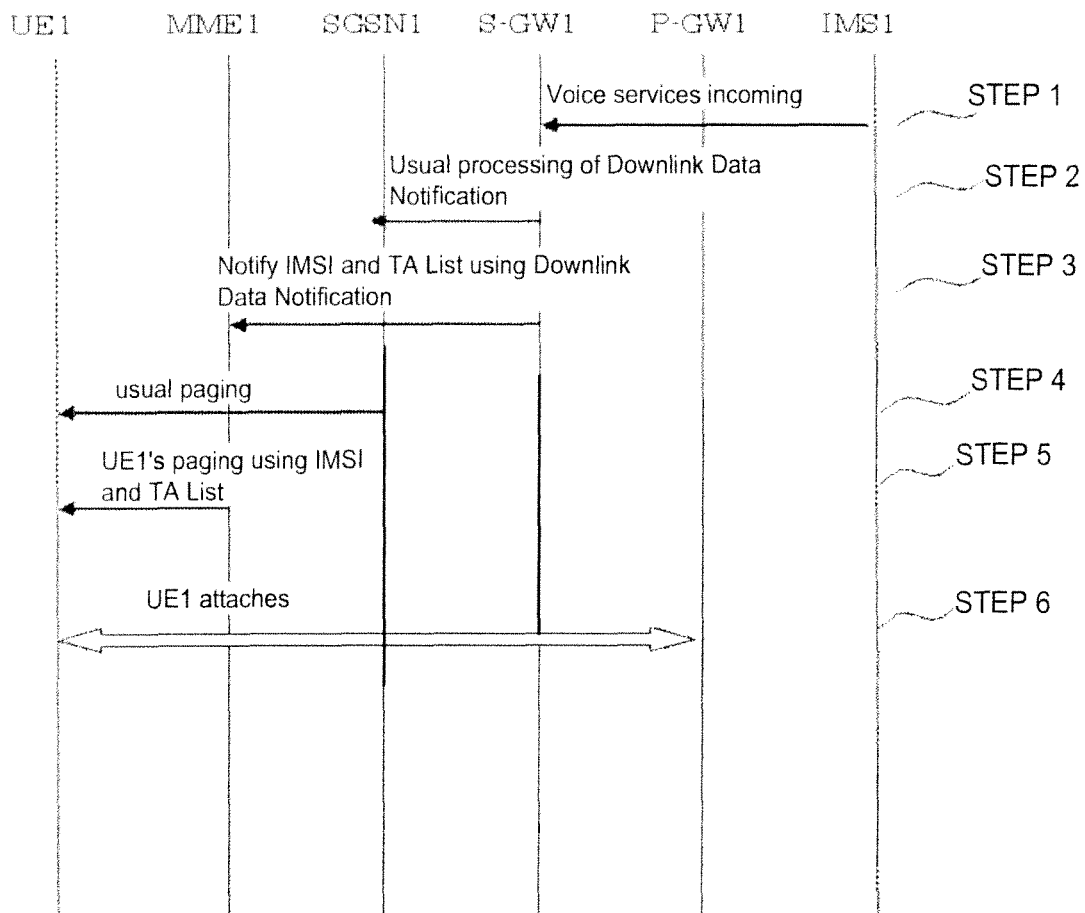 UE1 MME1 SGSN1 S-GW1 P-GW1 IMS1
Voice services incoming
STEP 1
Usual processing of Downlink Data
Notification
STEP 2
Notify IMSI and TA List using Downlink
Data Notification
STEP 3
usual paging
STEP 4
UE1's paging using IMSI
and TA List
STEP 5
UE1 attaches
STEP 6